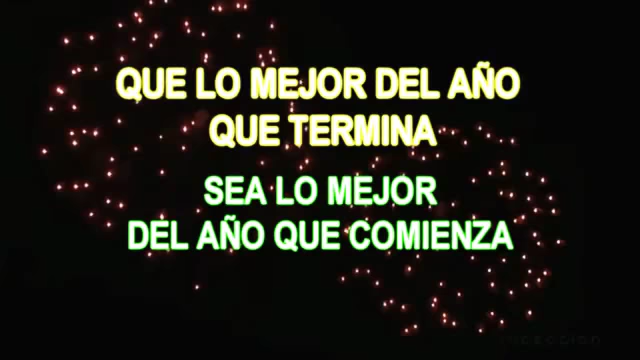 QUE LO MEJOR DEL AÑO
QUE TERMINA
SEA LO MEJOR
DEL AÑO QUE COMIENZA